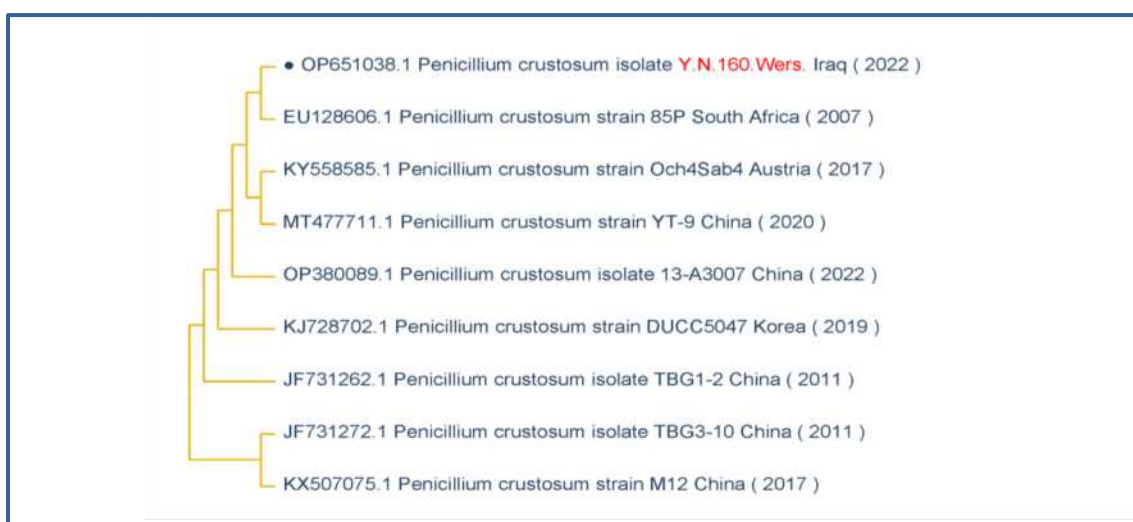 ● OP651038.1 Penicillium crustosum isolate Y.N.160.Wers. Iraq ( 2022 )
EU128606.1 Penicillium crustosum strain 85P South Africa ( 2007 )
KY558585.1 Penicillium crustosum strain Och4Sab4 Austria ( 2017 )
MT477711.1 Penicillium crustosum strain YT-9 China ( 2020 )
OP380089.1 Penicillium crustosum isolate 13-A3007 China ( 2022 )
KJ728702.1 Penicillium crustosum strain DUCC5047 Korea ( 2019 )
JF731262.1 Penicillium crustosum isolate TBG1-2 China ( 2011 )
JF731272.1 Penicillium crustosum isolate TBG3-10 China ( 2011 )
KX507075.1 Penicillium crustosum strain M12 China ( 2017 )